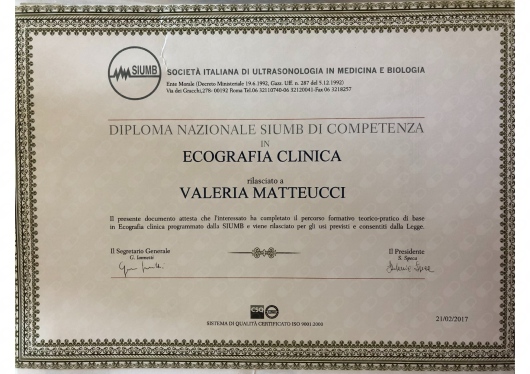 SIUMB
SOCIETÀ ITALIANA DI ULTRASONOLOGIA IN MEDICINA E BIOLOGIA
Ente Morale (Decreto Ministeriale 19.6.1992, Gazz. Uff. n. 287 del 5.12.1992)
Via dei Gracchi,278- 00192 Roma Tel.06 32110740-06 32120041-Fax 06 3218257
DIPLOMA NAZIONALE SIUMB DI COMPETENZA
IN
ECOGRAFIA CLINICA
rilasciato a
VALERIA MATTEUCCI
Il presente documento attesta che l'interessato ha completato il percorso formativo teorico-pratico di base
in Ecografia clinica programmato dalla SIUMB e viene rilasciato per gli usi previsti e consentiti dalla Legge.
Il Segretario Generale
G. Iannotti
Il Presidente
S. Speca
CSQ
SISTEMA DI QUALITÀ CERTIFICATO ISO 9001:2008
21/02/2017